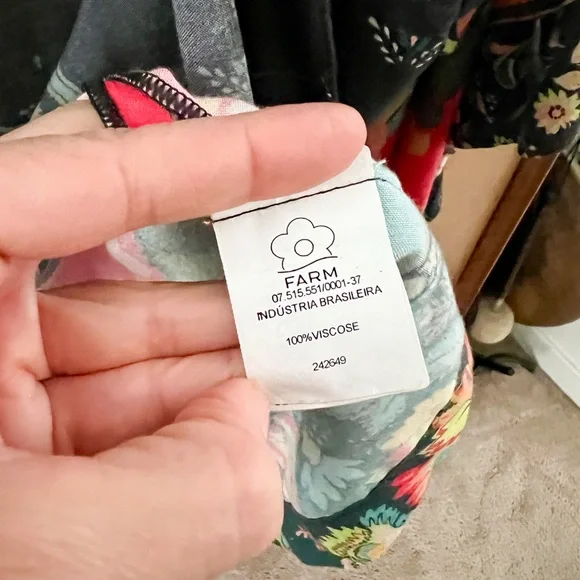 FARM
07.515.551/0001-37
INDÚSTRIA BRASILEIRA
100%VISCOSE
242649